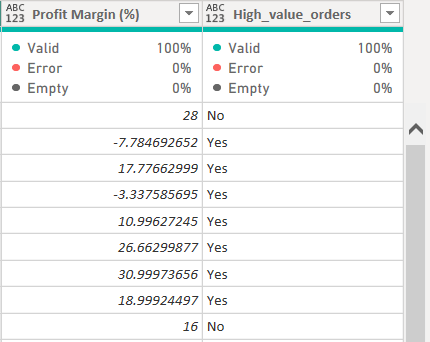 ABC 123 Profit Margin (%) ABC 123 High_value_orders
Valid 100% Valid 100%
Error 0% Error 0%
Empty 0% Empty 0%
28 No
-7.784692652 Yes
17.77662999 Yes
-3.337585695 Yes
10.99627245 Yes
26.66299877 Yes
30.99973656 Yes
18.99924497 Yes
16 No